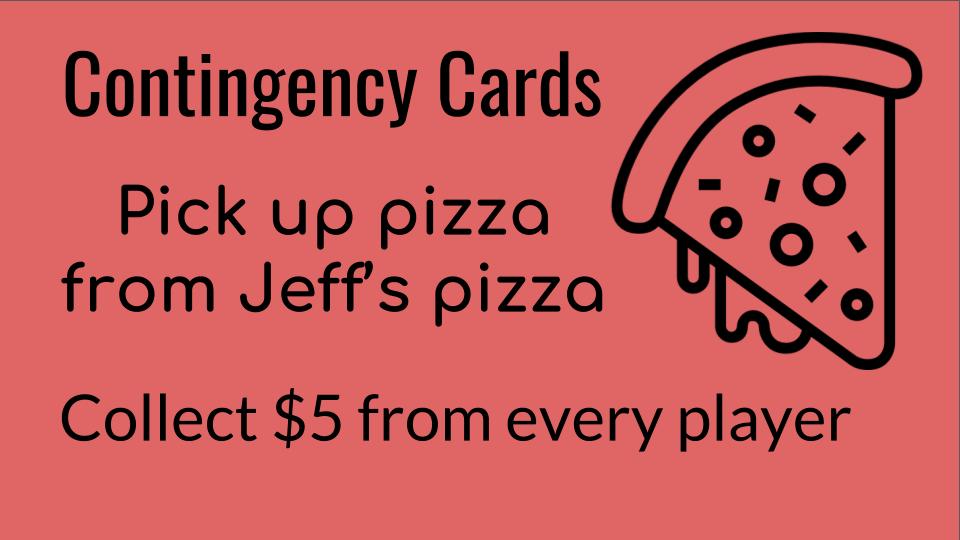 Contingency Cards
Pick up pizza
from Jeff’s pizza
Collect $5 from every player